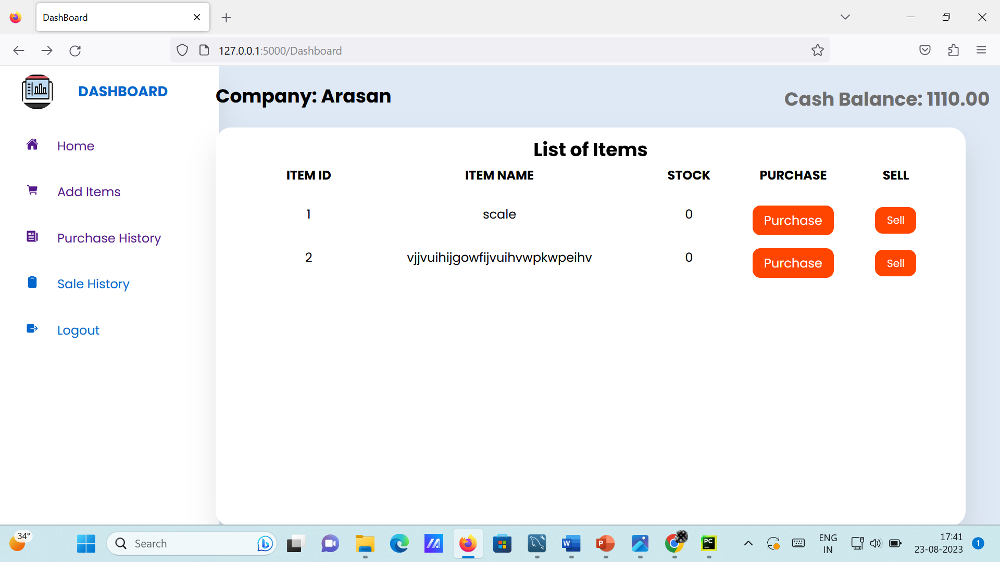 DashBoard
127.0.0.1:5000/Dashboard
DASHBOARD
Company: Arasan
Cash Balance: 1110.00
Home
Add Items
Purchase History
Sale History
Logout
List of Items
ITEM ID ITEM NAME STOCK PURCHASE SELL
1 scale 0 Purchase Sell
2 vjjvuihijgowfijvuihvwpkwpeihv 0 Purchase Sell
34°
Search
W
P
PC
ENG
IN
17:41
23-08-2023
1